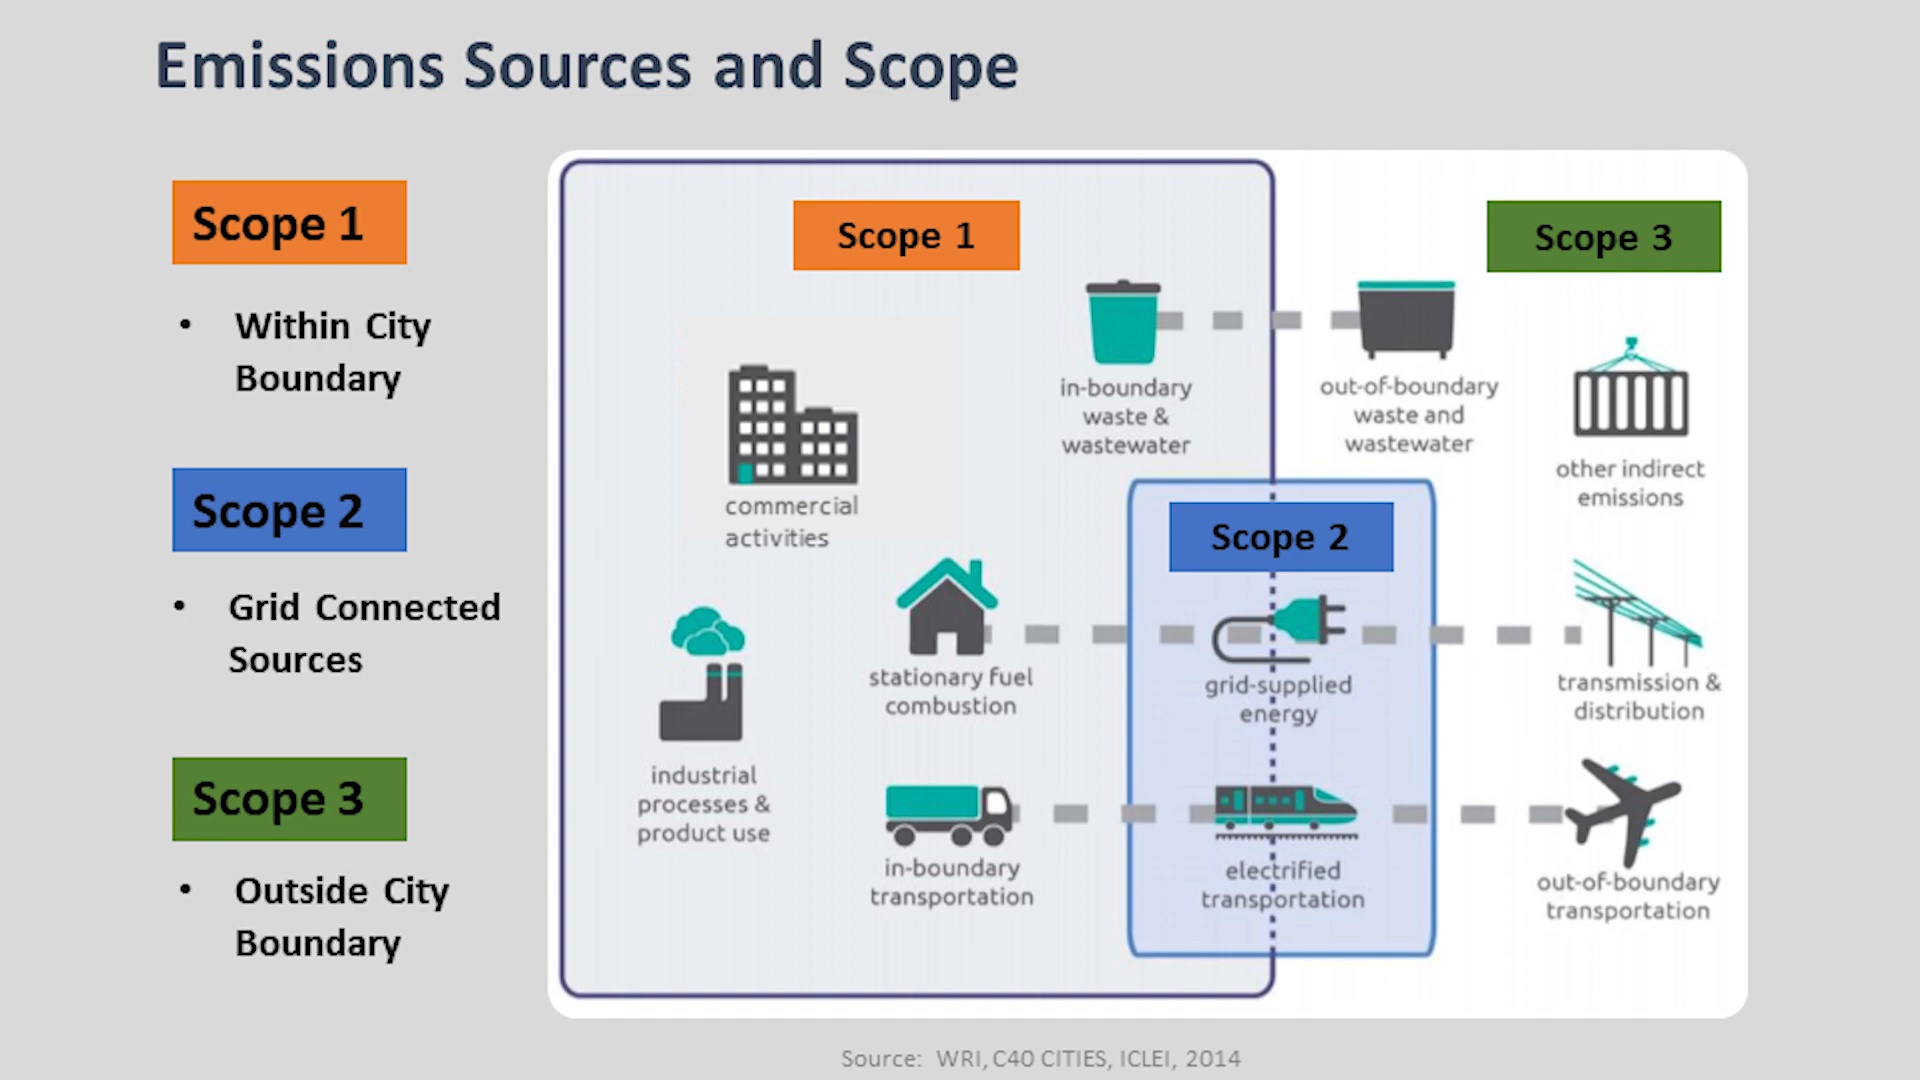 Emissions Sources and Scope
Scope 1
• Within City
Boundary
Scope 2
• Grid Connected
Sources
Scope 3
• Outside City
Boundary
Scope 1
Scope 3
in-boundary
waste &
wastewater
out-of-boundary
waste and
wastewater
other indirect
emissions
commercial
activities
Scope 2
stationary fuel
combustion
grid-supplied
energy
transmission &
distribution
industrial
processes &
product use
in-boundary
transportation
electrified
transportation
out-of-boundary
transportation
Source: WRI, C40 CITIES, ICLEI, 2014